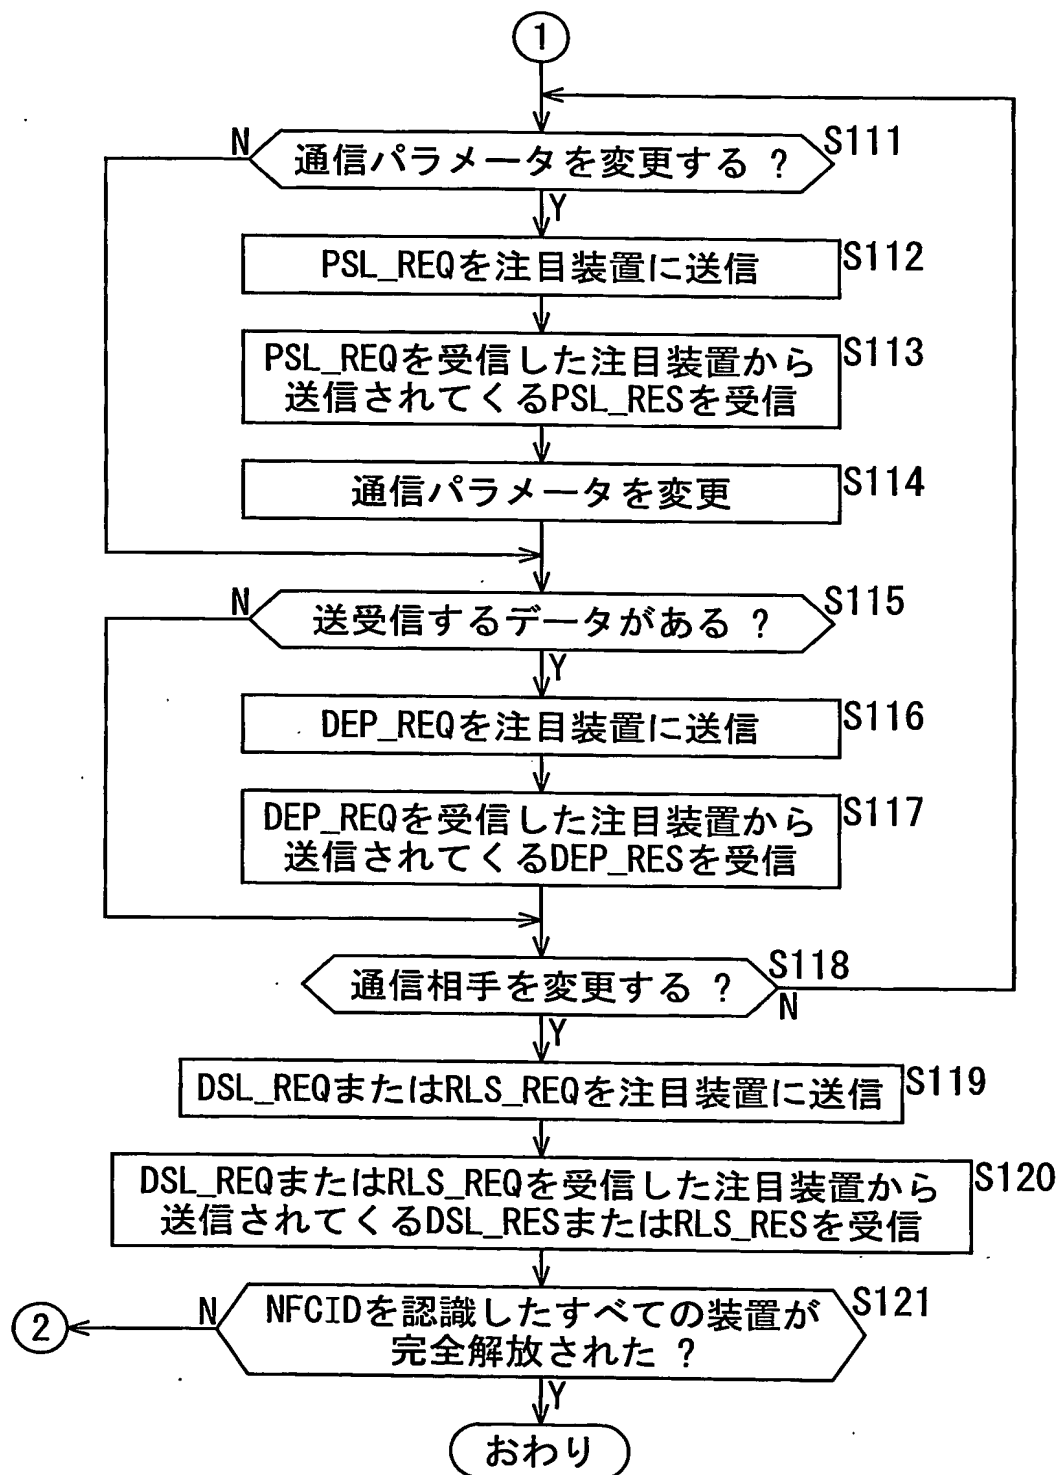 1
N
通信パラメータを変更する ?
S111
Y
PSL_REQを注目装置に送信
S112
PSL_REQを受信した注目装置から
送信されてくるPSL_RESを受信
S113
通信パラメータを変更
S114
N
送受信するデータがある ?
S115
Y
DEP_REQを注目装置に送信
S116
DEP_REQを受信した注目装置から
送信されてくるDEP_RESを受信
S117
通信相手を変更する ?
S118
N
Y
DSL_REQまたはRLS_REQを注目装置に送信
S119
DSL_REQまたはRLS_REQを受信した注目装置から
送信されてくるDSL_RESまたはRLS_RESを受信
S120
2
N
NFCIDを認識したすべての装置が
完全解放された ?
S121
Y
おわり